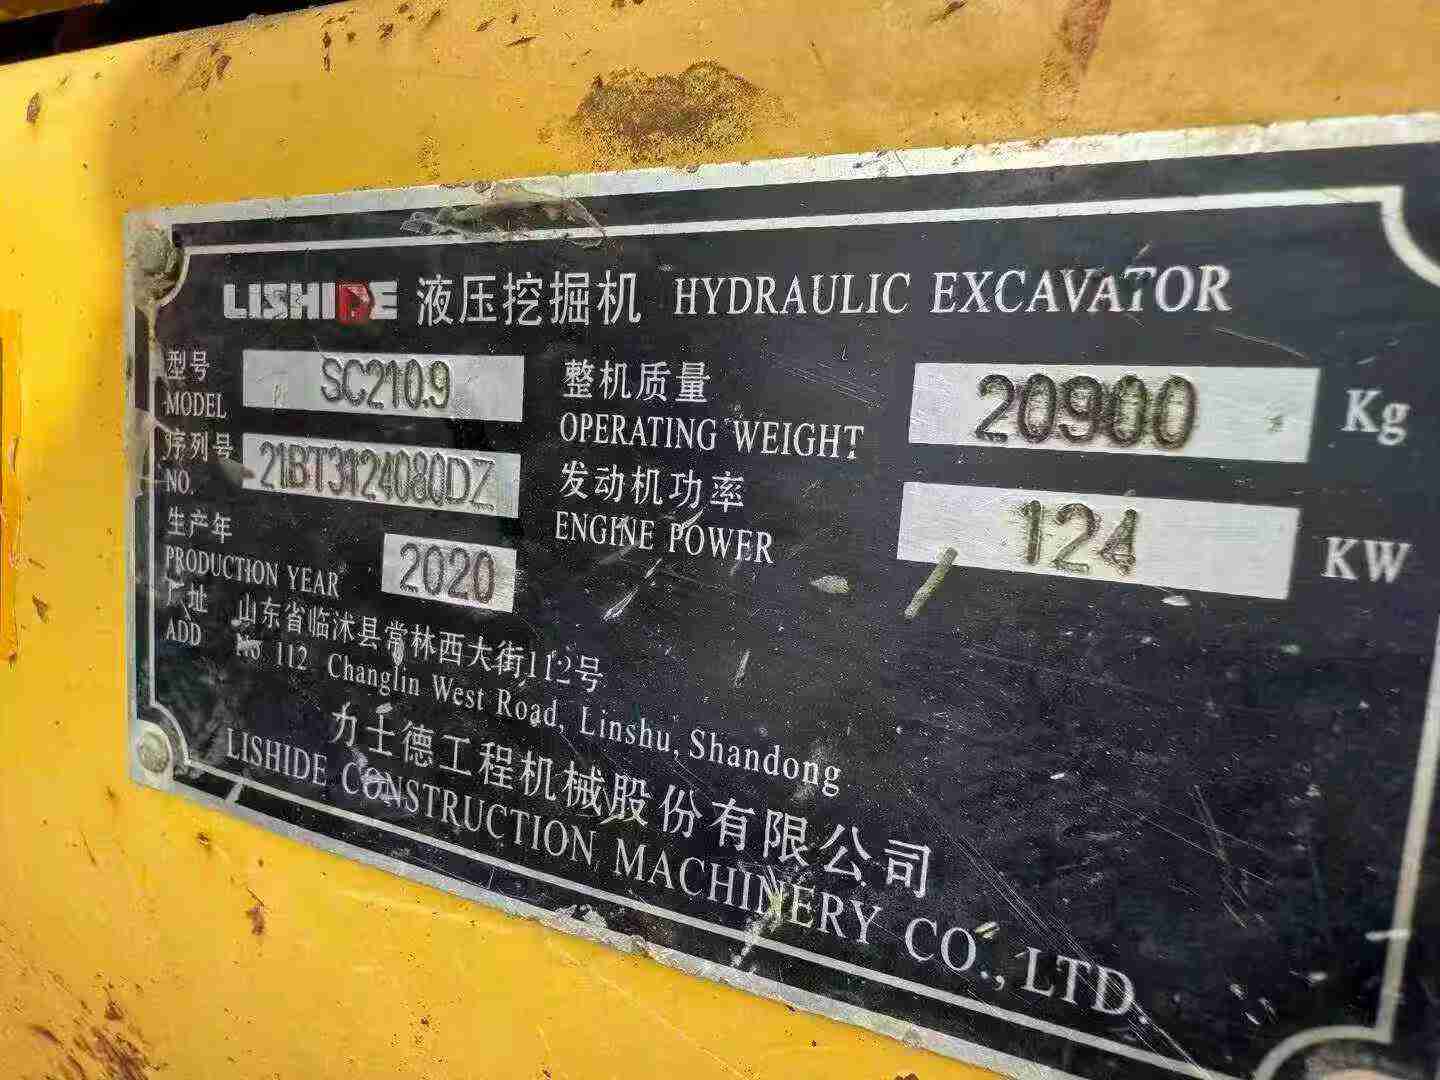 LISHIDE 液压挖掘机 HYDRAULIC EXCAVATOR
型号 MODEL SC210.9
整机质量 OPERATING WEIGHT 20900 Kg
序列号 NO. 21BT3124080DZ
发动机功率 ENGINE POWER 124 KW
生产年 PRODUCTION YEAR 2020
厂址 山东省临沭县常林西大街112号
ADD No 112 Changlin West Road, Linshu, Shandong
力士德工程机械股份有限公司
LISHIDE CONSTRUCTION MACHINERY CO., LTD.